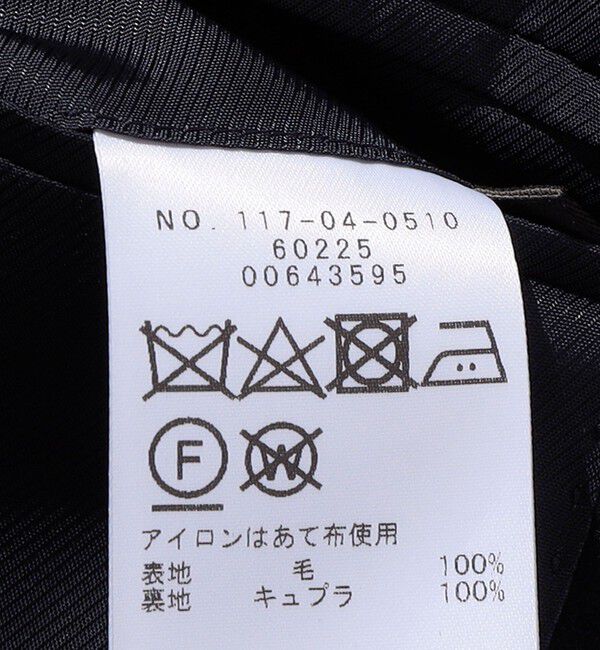 NO. 117-04-0510
60225
00643595
F W
アイロンはあて布使用
表地 毛 100%
裏地 キュプラ 100%